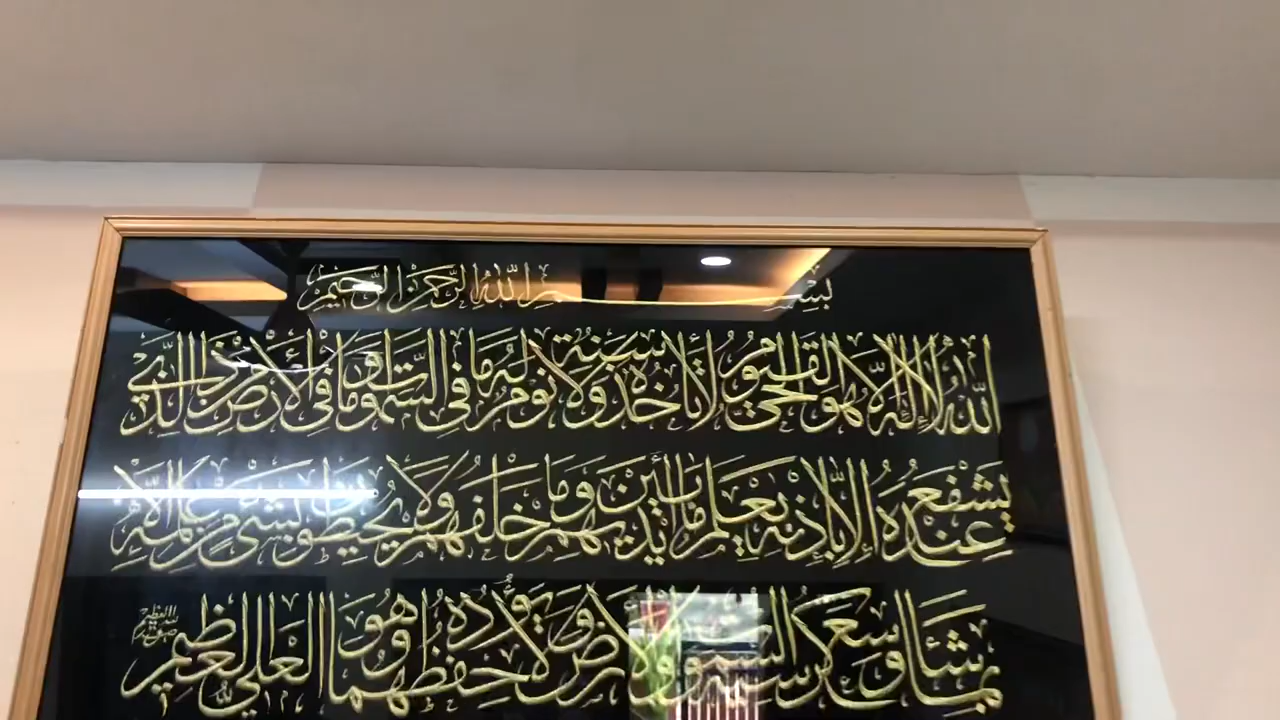 بسم الله الرحمن الرحيم
الله لا إله إلا هو الحي القيوم لا تأخذه سنة ولا نوم له ما في السموات وما في الأرض من ذا الذي
يشفع عنده إلا بإذنه يعلم ما بين أيديهم وما خلفهم ولا يحيطون بشيء من علمه إلا
بما شاء وسع كرسيه السموات والأرض ولا يؤده حفظهما وهو العلي العظيم